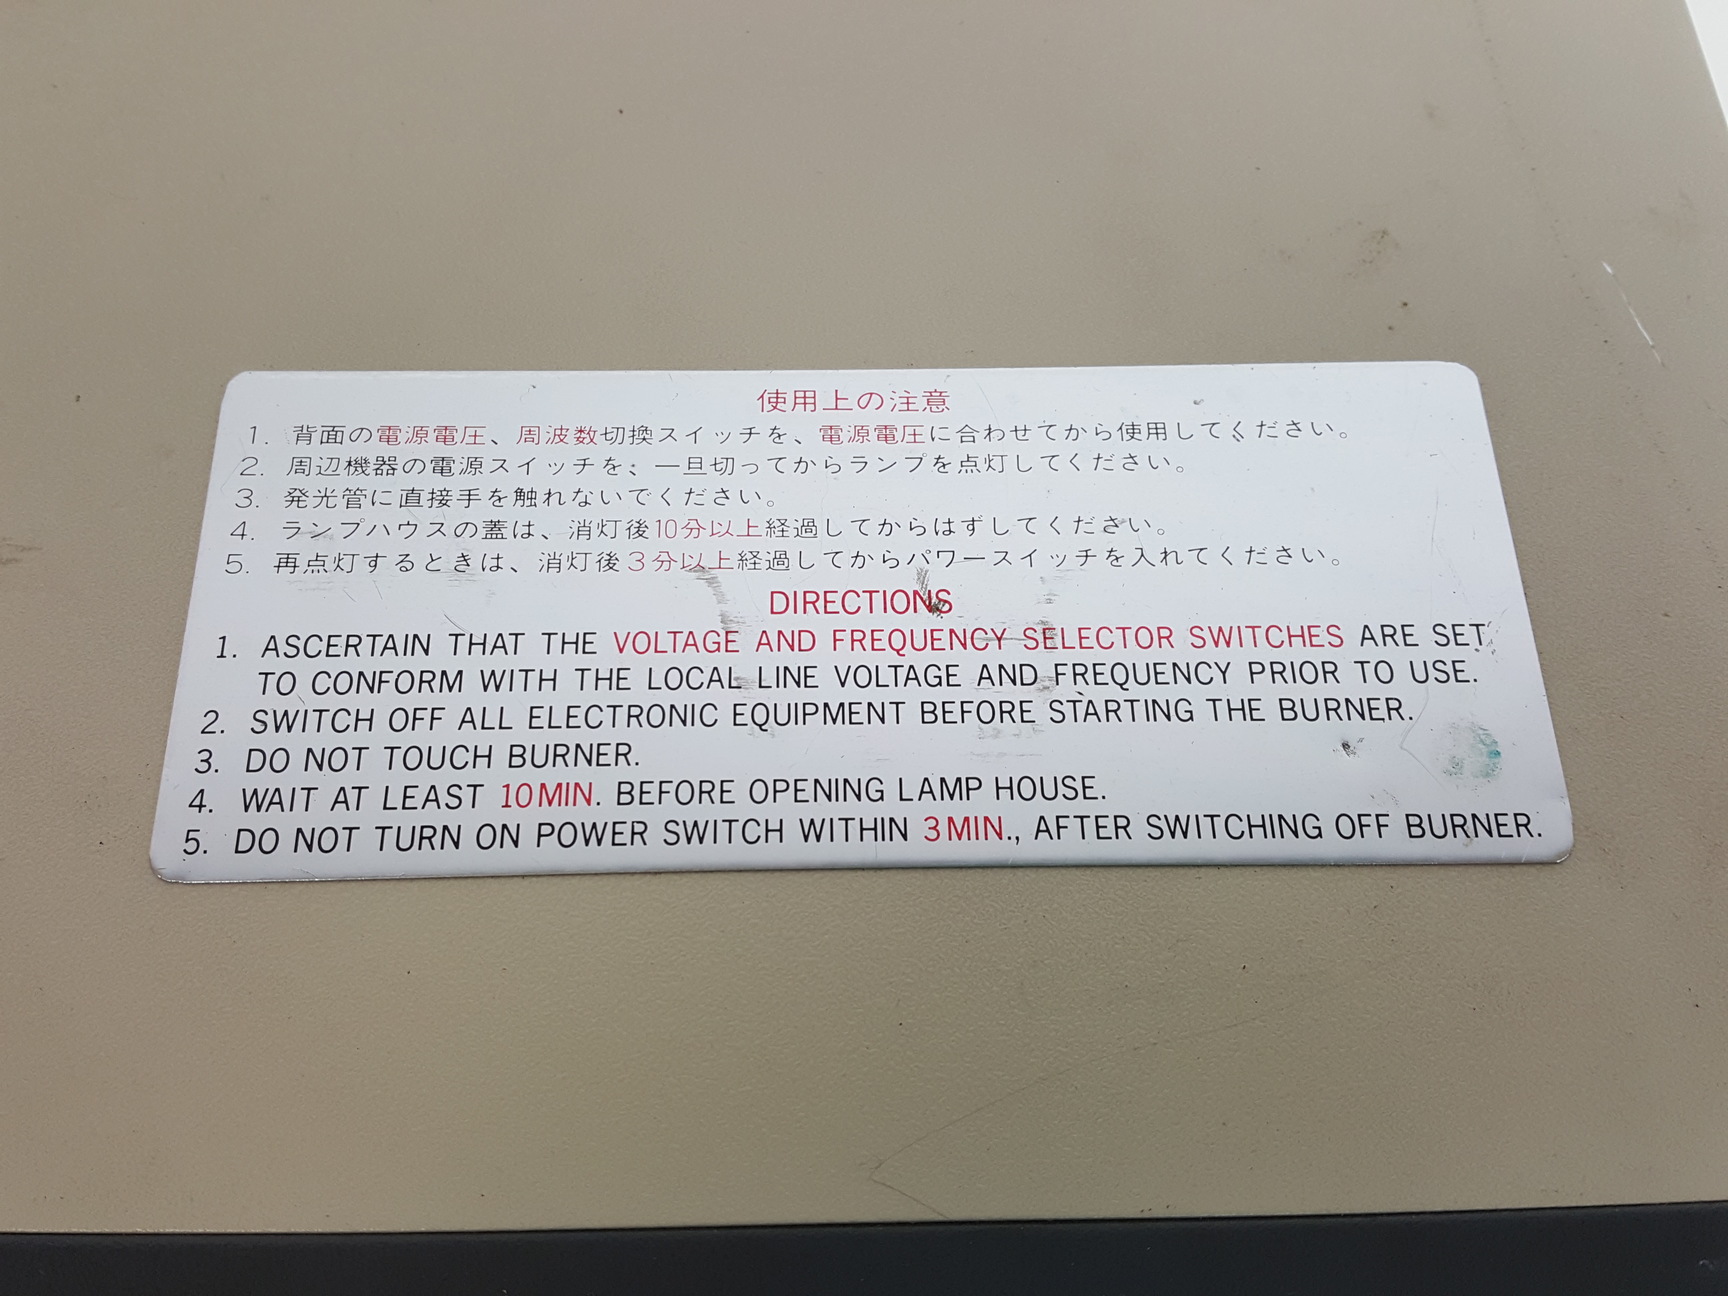 使用上の注意
1. 背面の電源電圧、周波数切換スイッチを、電源電圧に合わせてから使用してください。
2. 周辺機器の電源スイッチを、一旦切ってからランプを点灯してください。
3. 発光管に直接手を触れないでください。
4. ランプハウスの蓋は、消灯後10分以上経過してからはずしてください。
5. 再点灯するときは、消灯後3分以上経過してからパワースイッチを入れてください。
DIRECTIONS
1. ASCERTAIN THAT THE VOLTAGE AND FREQUENCY SELECTOR SWITCHES ARE SET
TO CONFORM WITH THE LOCAL LINE VOLTAGE AND FREQUENCY PRIOR TO USE.
2. SWITCH OFF ALL ELECTRONIC EQUIPMENT BEFORE STARTING THE BURNER.
3. DO NOT TOUCH BURNER.
4. WAIT AT LEAST 10MIN. BEFORE OPENING LAMP HOUSE.
5. DO NOT TURN ON POWER SWITCH WITHIN 3MIN., AFTER SWITCHING OFF BURNER.